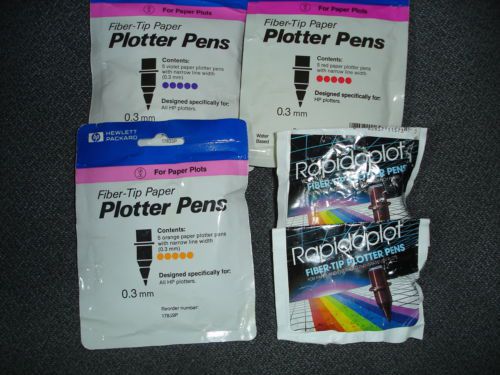 For Paper Plots
Fiber-Tip Paper
Plotter Pens
Contents:
5 violet paper plotter pens
with narrow line width
(0.3 mm)
Designed specifically for:
All HP plotters.
0.3 mm
For Paper Plots
Fiber-Tip Paper
Plotter Pens
Contents:
5 red paper plotter pens
with narrow line width
(0.3 mm)
Designed specifically for:
All HP plotters.
0.3 mm
Water
Based
hp HEWLETT
PACKARD
17833P
For Paper Plots
Fiber-Tip Paper
Plotter Pens
Contents:
5 orange paper plotter pens
with narrow line width
(0.3 mm)
Designed specifically for:
All HP plotters.
0.3 mm
Reorder number:
Rapidoplot
FIBER-TIP PLOTTER PENS
Rapidoplot
FIBER-TIP PLOTTER PENS